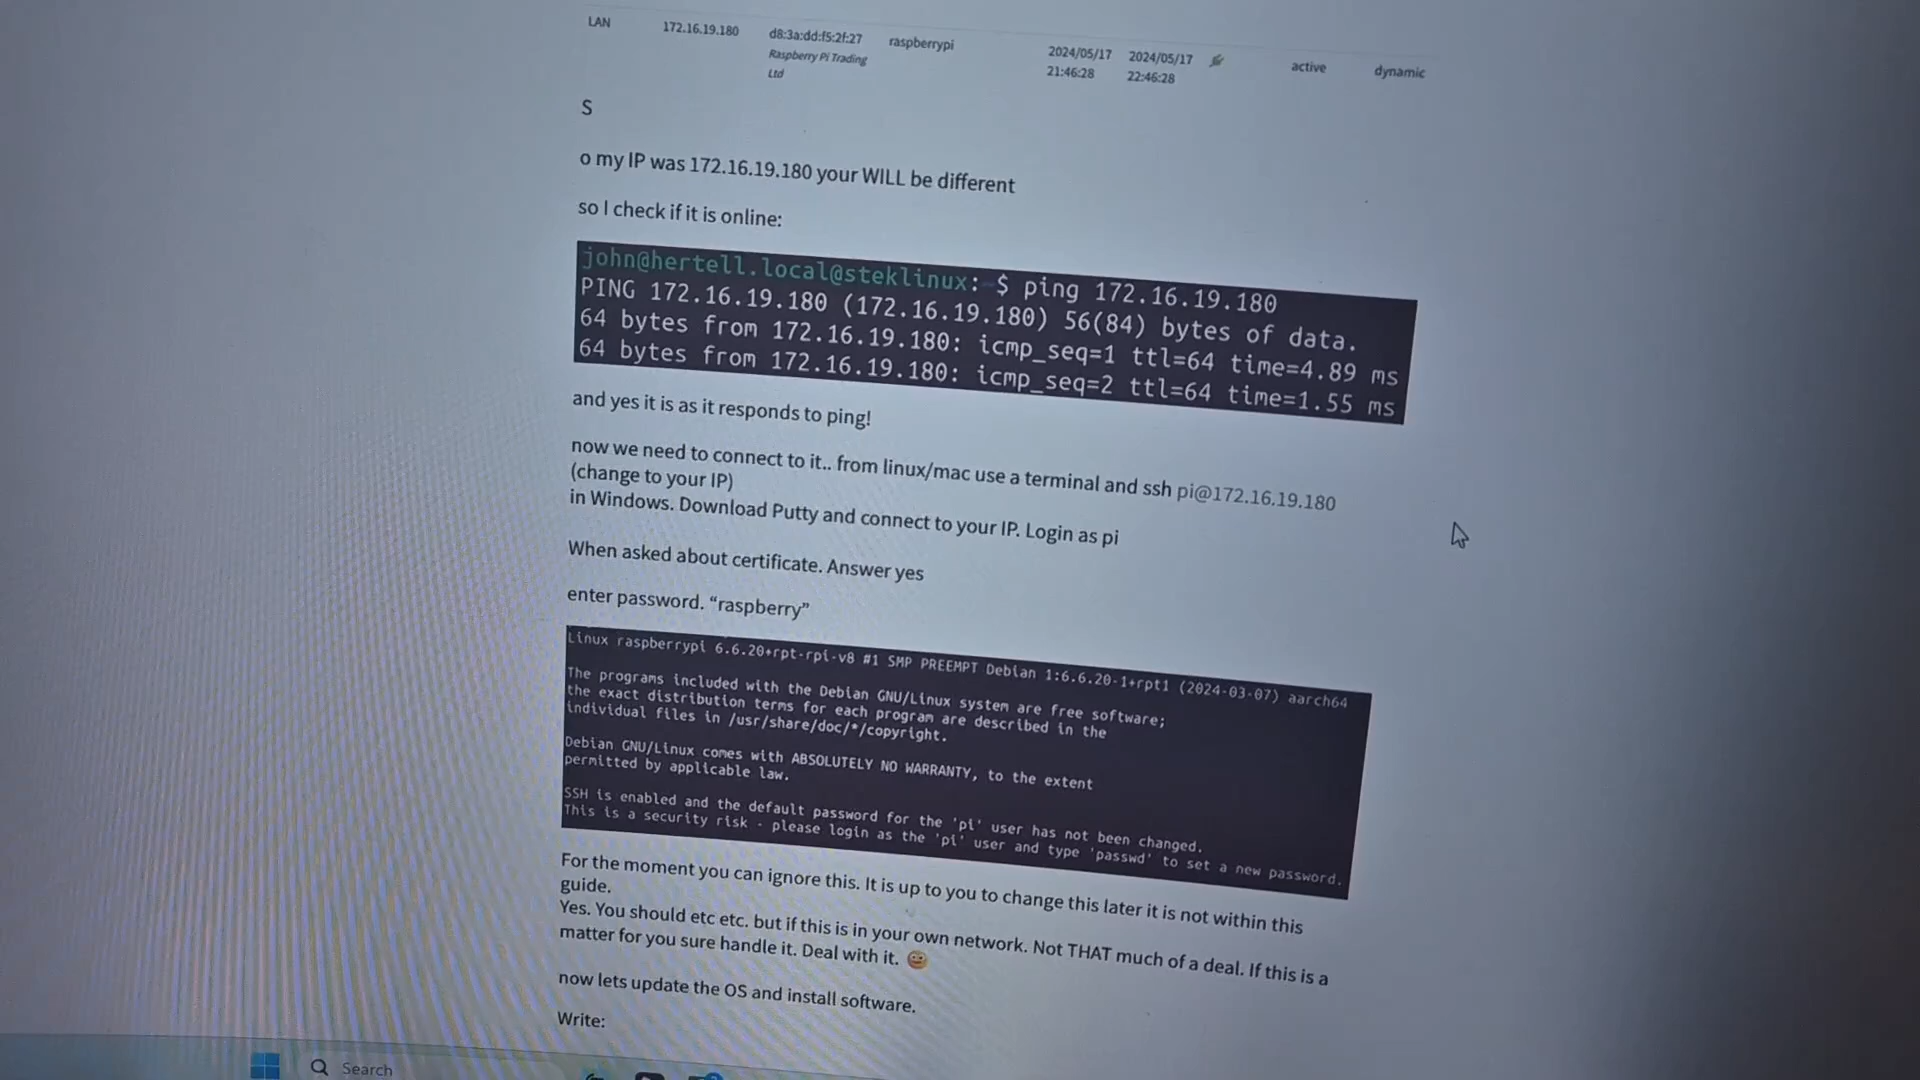 LAN 172.16.19.180 d8:3a:dd:f5:2f:27 raspberrypi 2024/05/17 2024/05/17 active dynamic
Raspberry Pi Trading 21:46:28 22:46:28
Ltd
S
o my IP was 172.16.19.180 your WILL be different
so I check if it is online:
john@hertell.local@steklinux:~$ ping 172.16.19.180
PING 172.16.19.180 (172.16.19.180) 56(84) bytes of data.
64 bytes from 172.16.19.180: icmp_seq=1 ttl=64 time=4.89 ms
64 bytes from 172.16.19.180: icmp_seq=2 ttl=64 time=1.55 ms
and yes it is as it responds to ping!
now we need to connect to it.. from linux/mac use a terminal and ssh pi@172.16.19.180
(change to your IP)
in Windows. Download Putty and connect to your IP. Login as pi
When asked about certificate. Answer yes
enter password. “raspberry”
Linux raspberrypi 6.6.20+rpt-rpi-v8 #1 SMP PREEMPT Debian 1:6.6.20-1+rpt1 (2024-03-07) aarch64
The programs included with the Debian GNU/Linux system are free software;
the exact distribution terms for each program are described in the
individual files in /usr/share/doc/*/copyright.
Debian GNU/Linux comes with ABSOLUTELY NO WARRANTY, to the extent
permitted by applicable law.
SSH is enabled and the default password for the 'pi' user has not been changed.
This is a security risk - please login as the 'pi' user and type 'passwd' to set a new password.
For the moment you can ignore this. It is up to you to change this later it is not within this
guide.
Yes. You should etc etc. but if this is in your own network. Not THAT much of a deal. If this is a
matter for you sure handle it. Deal with it. 🙂
now lets update the OS and install software.
Write:
Search